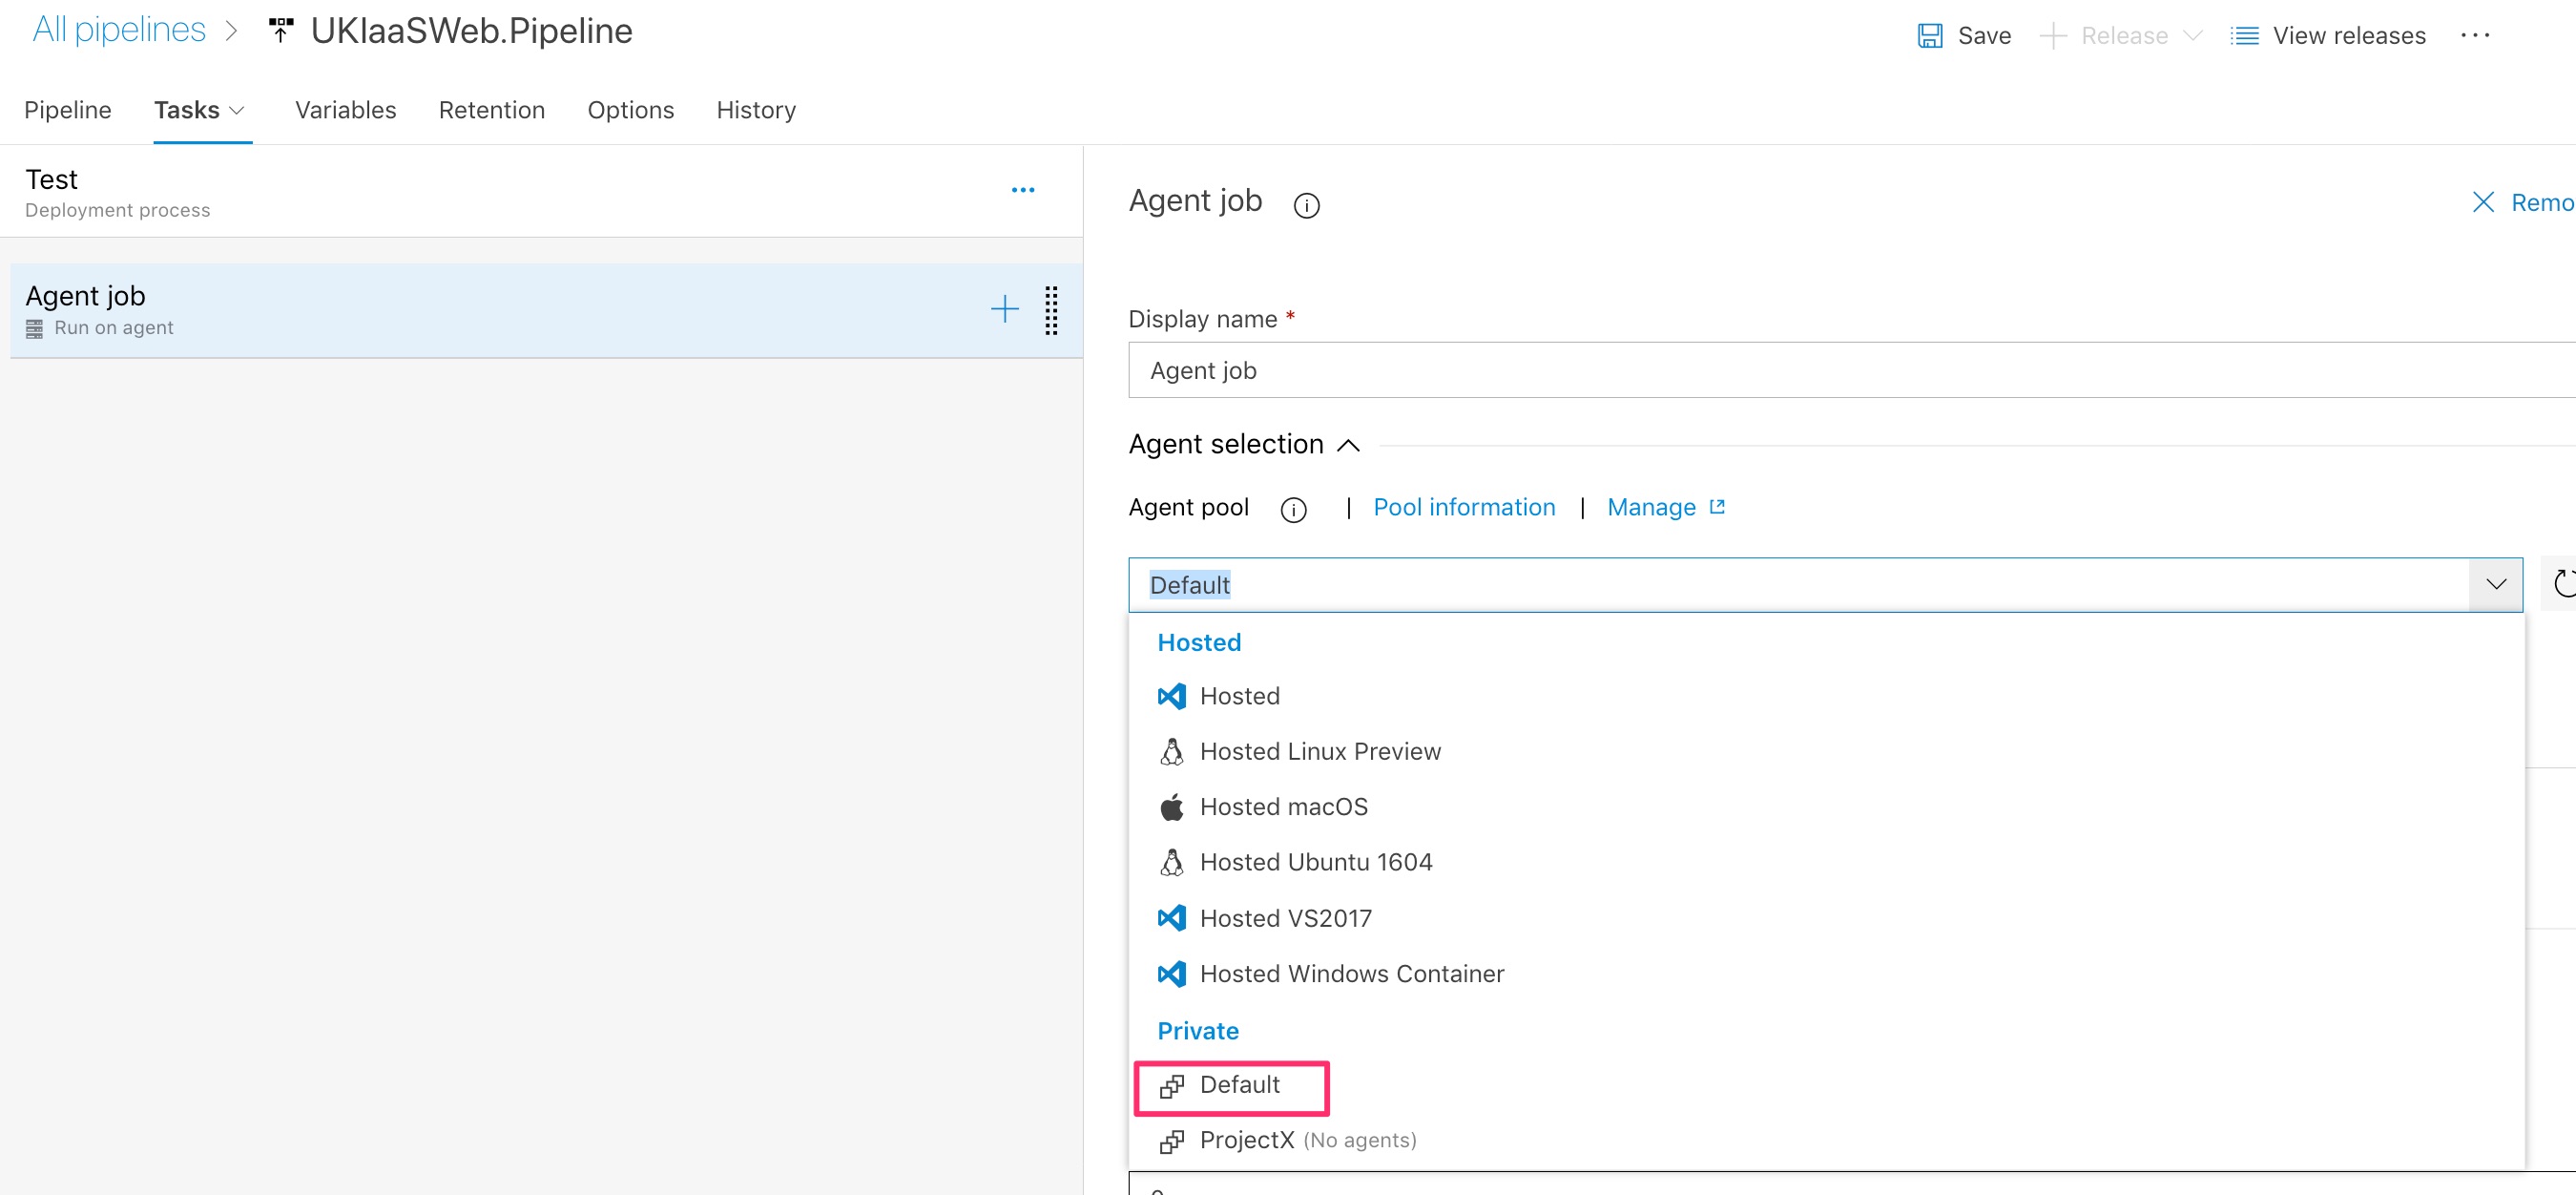 All pipelines > UKIaaSWeb.Pipeline
Save + Release View releases ...
Pipeline Tasks Variables Retention Options History
Test
Deployment process
Agent job
Run on agent
Agent job
Remo
Display name *
Agent job
Agent selection
Agent pool | Pool information | Manage
Default
Hosted
Hosted
Hosted Linux Preview
Hosted macOS
Hosted Ubuntu 1604
Hosted VS2017
Hosted Windows Container
Private
Default
ProjectX (No agents)